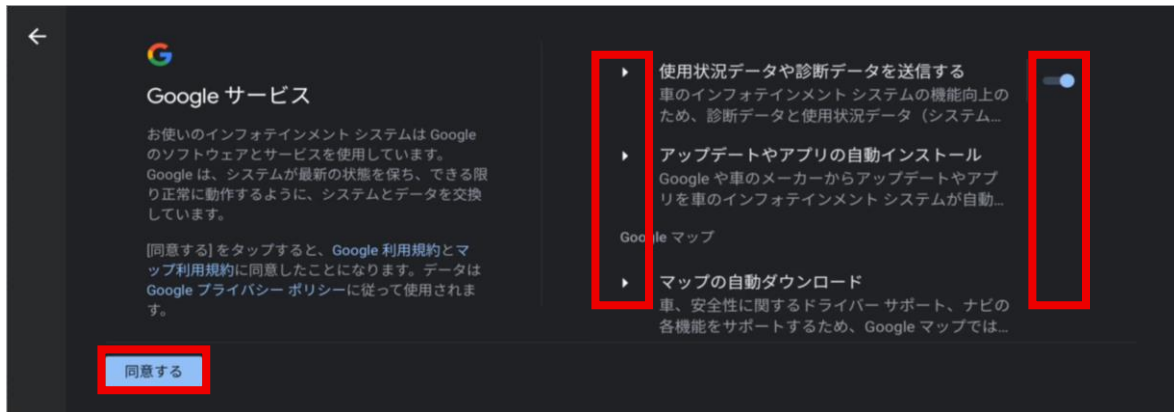 Google サービス
お使いのインフォテインメント システムは Google
のソフトウェアとサービスを使用しています。
Google は、システムが最新の状態を保ち、できる限
り正常に動作するように、システムとデータを交換
しています。
[同意する] をタップすると、Google 利用規約とマ
ップ利用規約に同意したことになります。データは
Google プライバシー ポリシーに従って使用されま
す。
同意する
使用状況データや診断データを送信する
車のインフォテインメント システムの機能向上の
ため、診断データと使用状況データ（システム...
アップデートやアプリの自動インストール
Google や車のメーカーからアップデートやアプ
リを車のインフォテインメント システムが自動...
Google マップ
マップの自動ダウンロード
車、安全性に関するドライバー サポート、ナビの
各機能をサポートするため、Google マップでは...